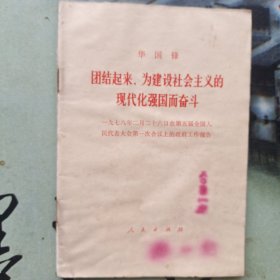 华国锋
团结起来，为建设社会主义的
现代化强国而奋斗
一九七八年二月二十六日在第五届全国人
民代表大会第一次会议上的政府工作报告
人民出版社